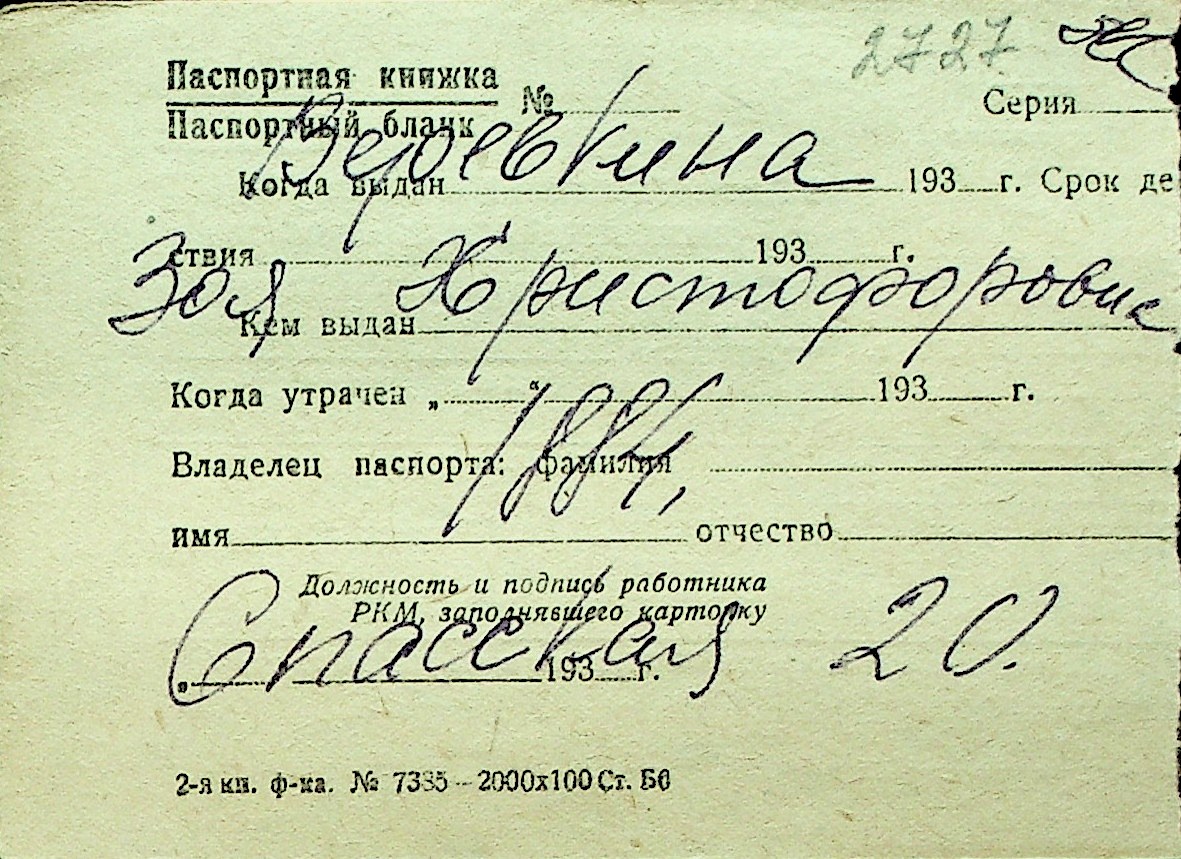 2727
Паспортная книжка
Паспортный бланк № Серия
Веревкина
Когда выдан 193 г. Срок де
ствия 193 г.
Зоя Христофоровна
Кем выдан
Когда утрачен „ “ 193 г.
1884,
Владелец паспорта: фамилия
имя отчество
Должность и подпись работника
РКМ, заполнявшего карточку
Спасская 20.
„ 193 г.
2-я кн. ф-ка. № 7385—2000х100 Ст. Б6